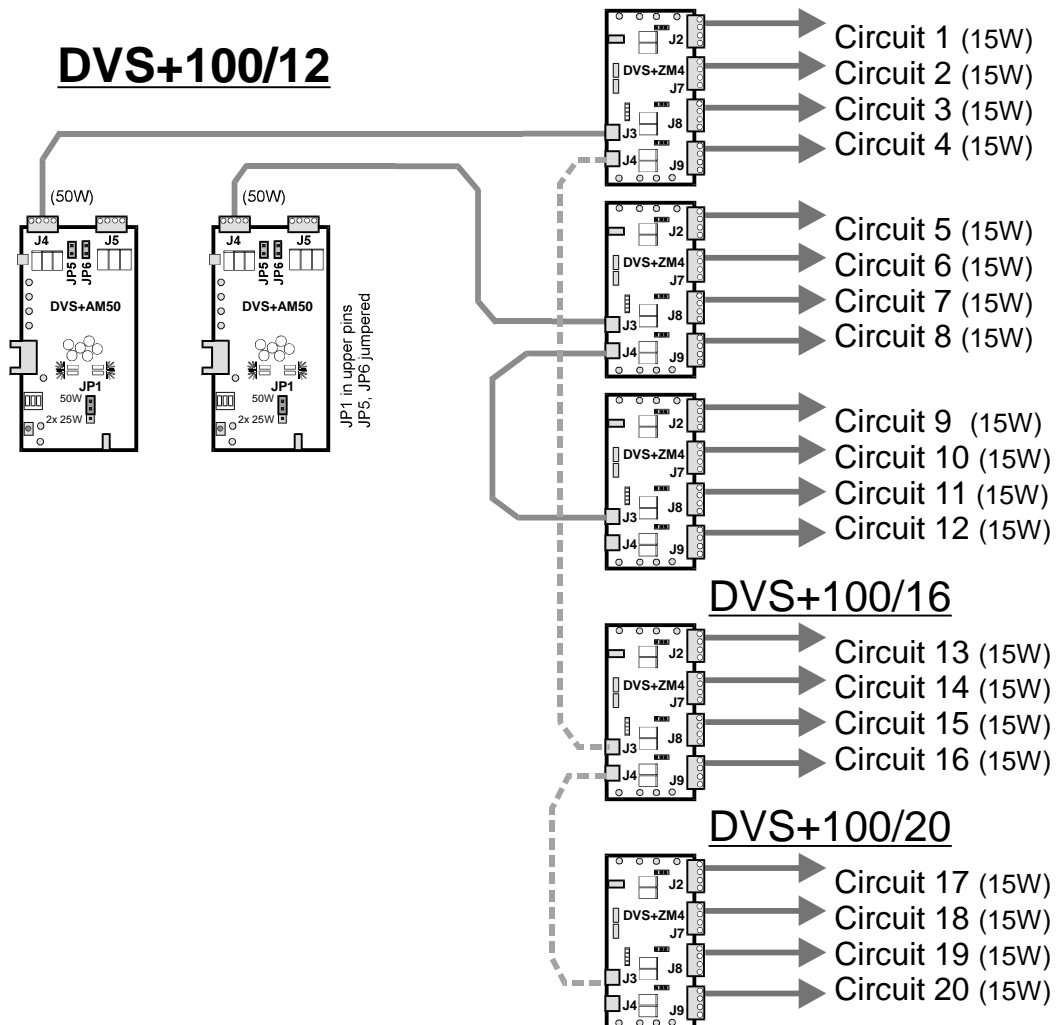 DVS+100/12
(50W)
J4
J5
JP5
JP6
DVS+AM50
JP1
50W
2x 25W
(50W)
J4
J5
JP5
JP6
DVS+AM50
JP1
50W
2x 25W
JP1 in upper pins
JP5, JP6 jumpered
J2
DVS+ZM4
J7
J3
J8
J4
J9
Circuit 1 (15W)
Circuit 2 (15W)
Circuit 3 (15W)
Circuit 4 (15W)
J2
DVS+ZM4
J7
J3
J8
J4
J9
Circuit 5 (15W)
Circuit 6 (15W)
Circuit 7 (15W)
Circuit 8 (15W)
J2
DVS+ZM4
J7
J3
J8
J4
J9
Circuit 9 (15W)
Circuit 10 (15W)
Circuit 11 (15W)
Circuit 12 (15W)
DVS+100/16
J2
DVS+ZM4
J7
J3
J8
J4
J9
Circuit 13 (15W)
Circuit 14 (15W)
Circuit 15 (15W)
Circuit 16 (15W)
DVS+100/20
J2
DVS+ZM4
J7
J3
J8
J4
J9
Circuit 17 (15W)
Circuit 18 (15W)
Circuit 19 (15W)
Circuit 20 (15W)